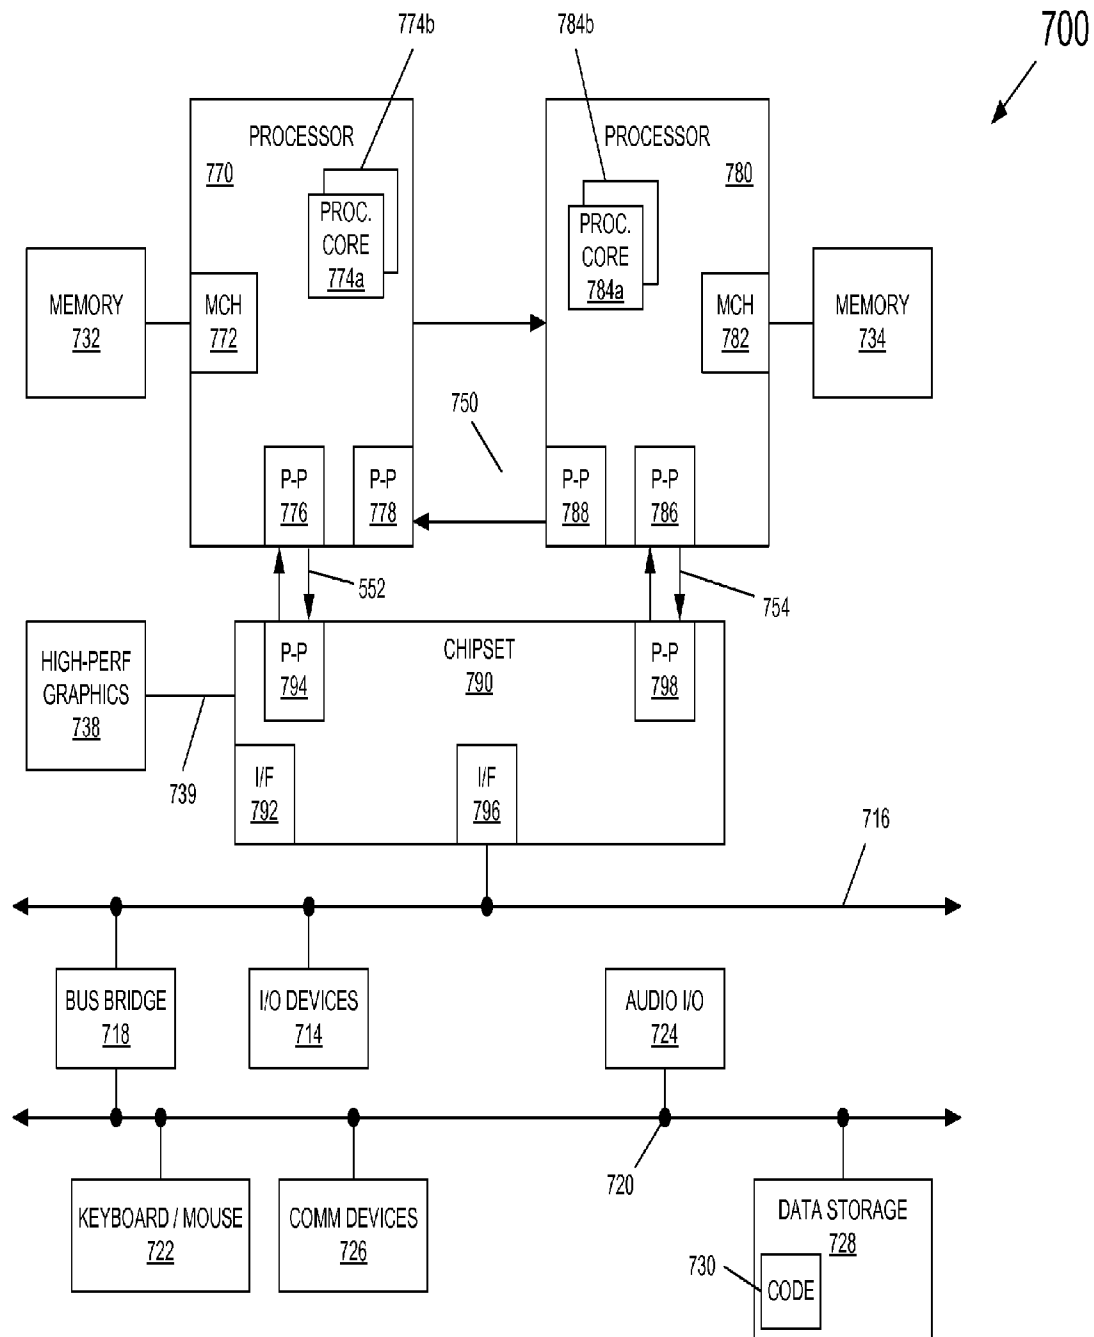 700
774b
784b
PROCESSOR
770
PROC.
CORE
774a
PROCESSOR
780
PROC.
CORE
784a
MEMORY
732
MCH
772
MCH
782
MEMORY
734
750
P-P
776
P-P
778
P-P
788
P-P
786
552
754
HIGH-PERF
GRAPHICS
738
739
P-P
794
CHIPSET
790
P-P
798
I/F
792
I/F
796
716
BUS BRIDGE
718
I/O DEVICES
714
AUDIO I/O
724
720
KEYBOARD / MOUSE
722
COMM DEVICES
726
DATA STORAGE
728
730
CODE